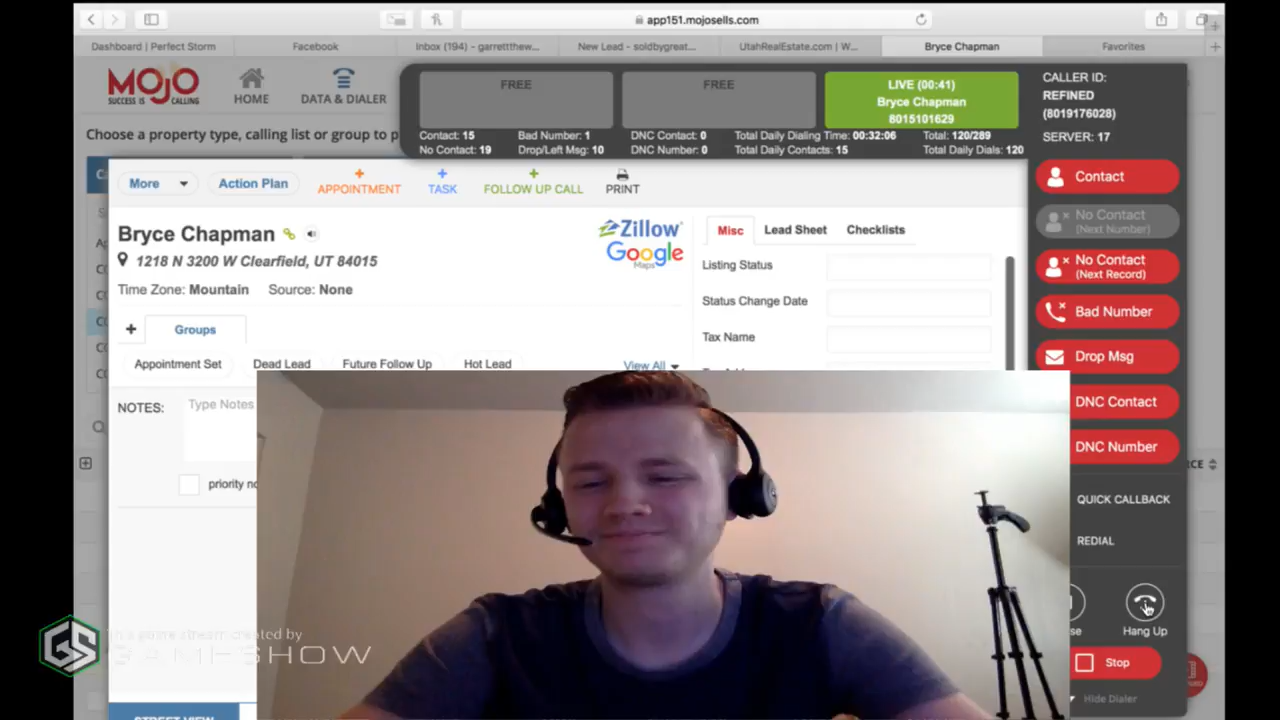 app151.mojosells.com
Dashboard | Perfect Storm
Facebook
Inbox (194) - garrettthew...
New Lead - soldbygreat...
UtahRealEstate.com | W...
Bryce Chapman
Favorites
MOJO
SUCCESS IS CALLING
HOME
DATA & DIALER
FREE
FREE
LIVE (00:41)
Bryce Chapman
8015101629
CALLER ID:
REFINED
(8019176028)
SERVER: 17
Contact: 15
Bad Number: 1
DNC Contact: 0
Total Daily Dialing Time: 00:32:06
Total: 120/289
No Contact: 19
Drop/Left Msg: 10
DNC Number: 0
Total Daily Contacts: 15
Total Daily Dials: 120
Choose a property type, calling list or group to p
More
Action Plan
APPOINTMENT
TASK
FOLLOW UP CALL
PRINT
Bryce Chapman
1218 N 3200 W Clearfield, UT 84015
Time Zone: Mountain Source: None
Zillow
Google
Maps
Groups
Appointment Set
Dead Lead
Future Follow Up
Hot Lead
View All
NOTES:
Type Notes
priority no
Misc
Lead Sheet
Checklists
Listing Status
Status Change Date
Tax Name
Contact
No Contact
(Next Number)
No Contact
(Next Record)
Bad Number
Drop Msg
DNC Contact
DNC Number
RCE
QUICK CALLBACK
REDIAL
se
Hang Up
Stop
Hide Dialer
GS
created by
GAMESHOW
STREET VIEW